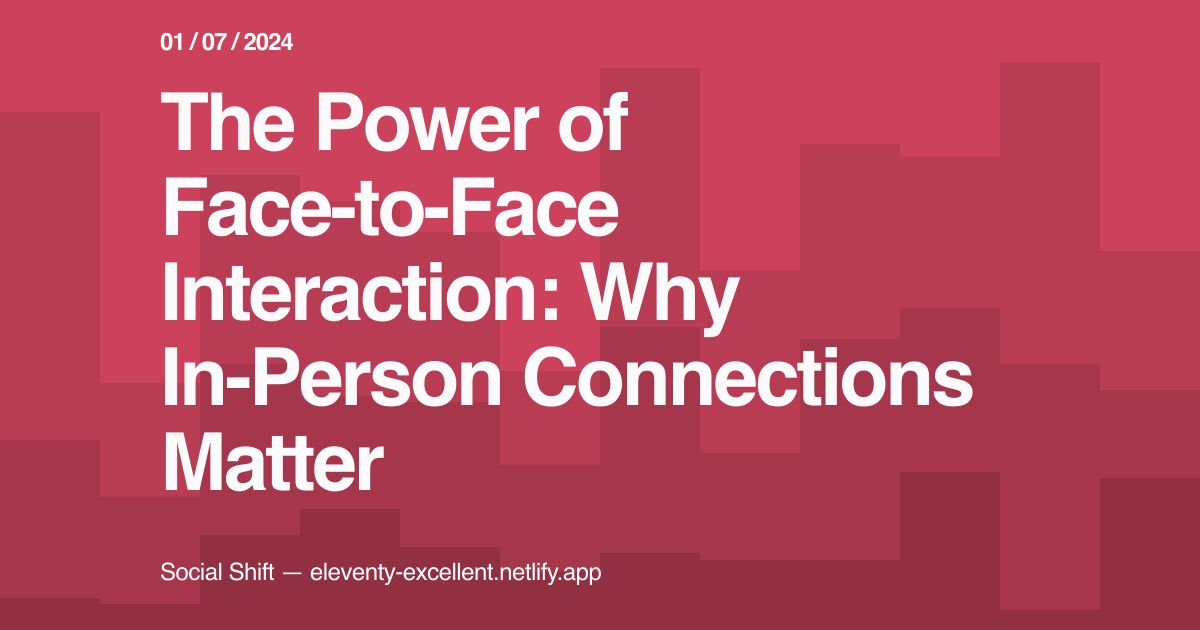 01 / 07 / 2024
The Power of
Face-to-Face
Interaction: Why
In-Person Connections
Matter
Social Shift — eleventy-excellent.netlify.app